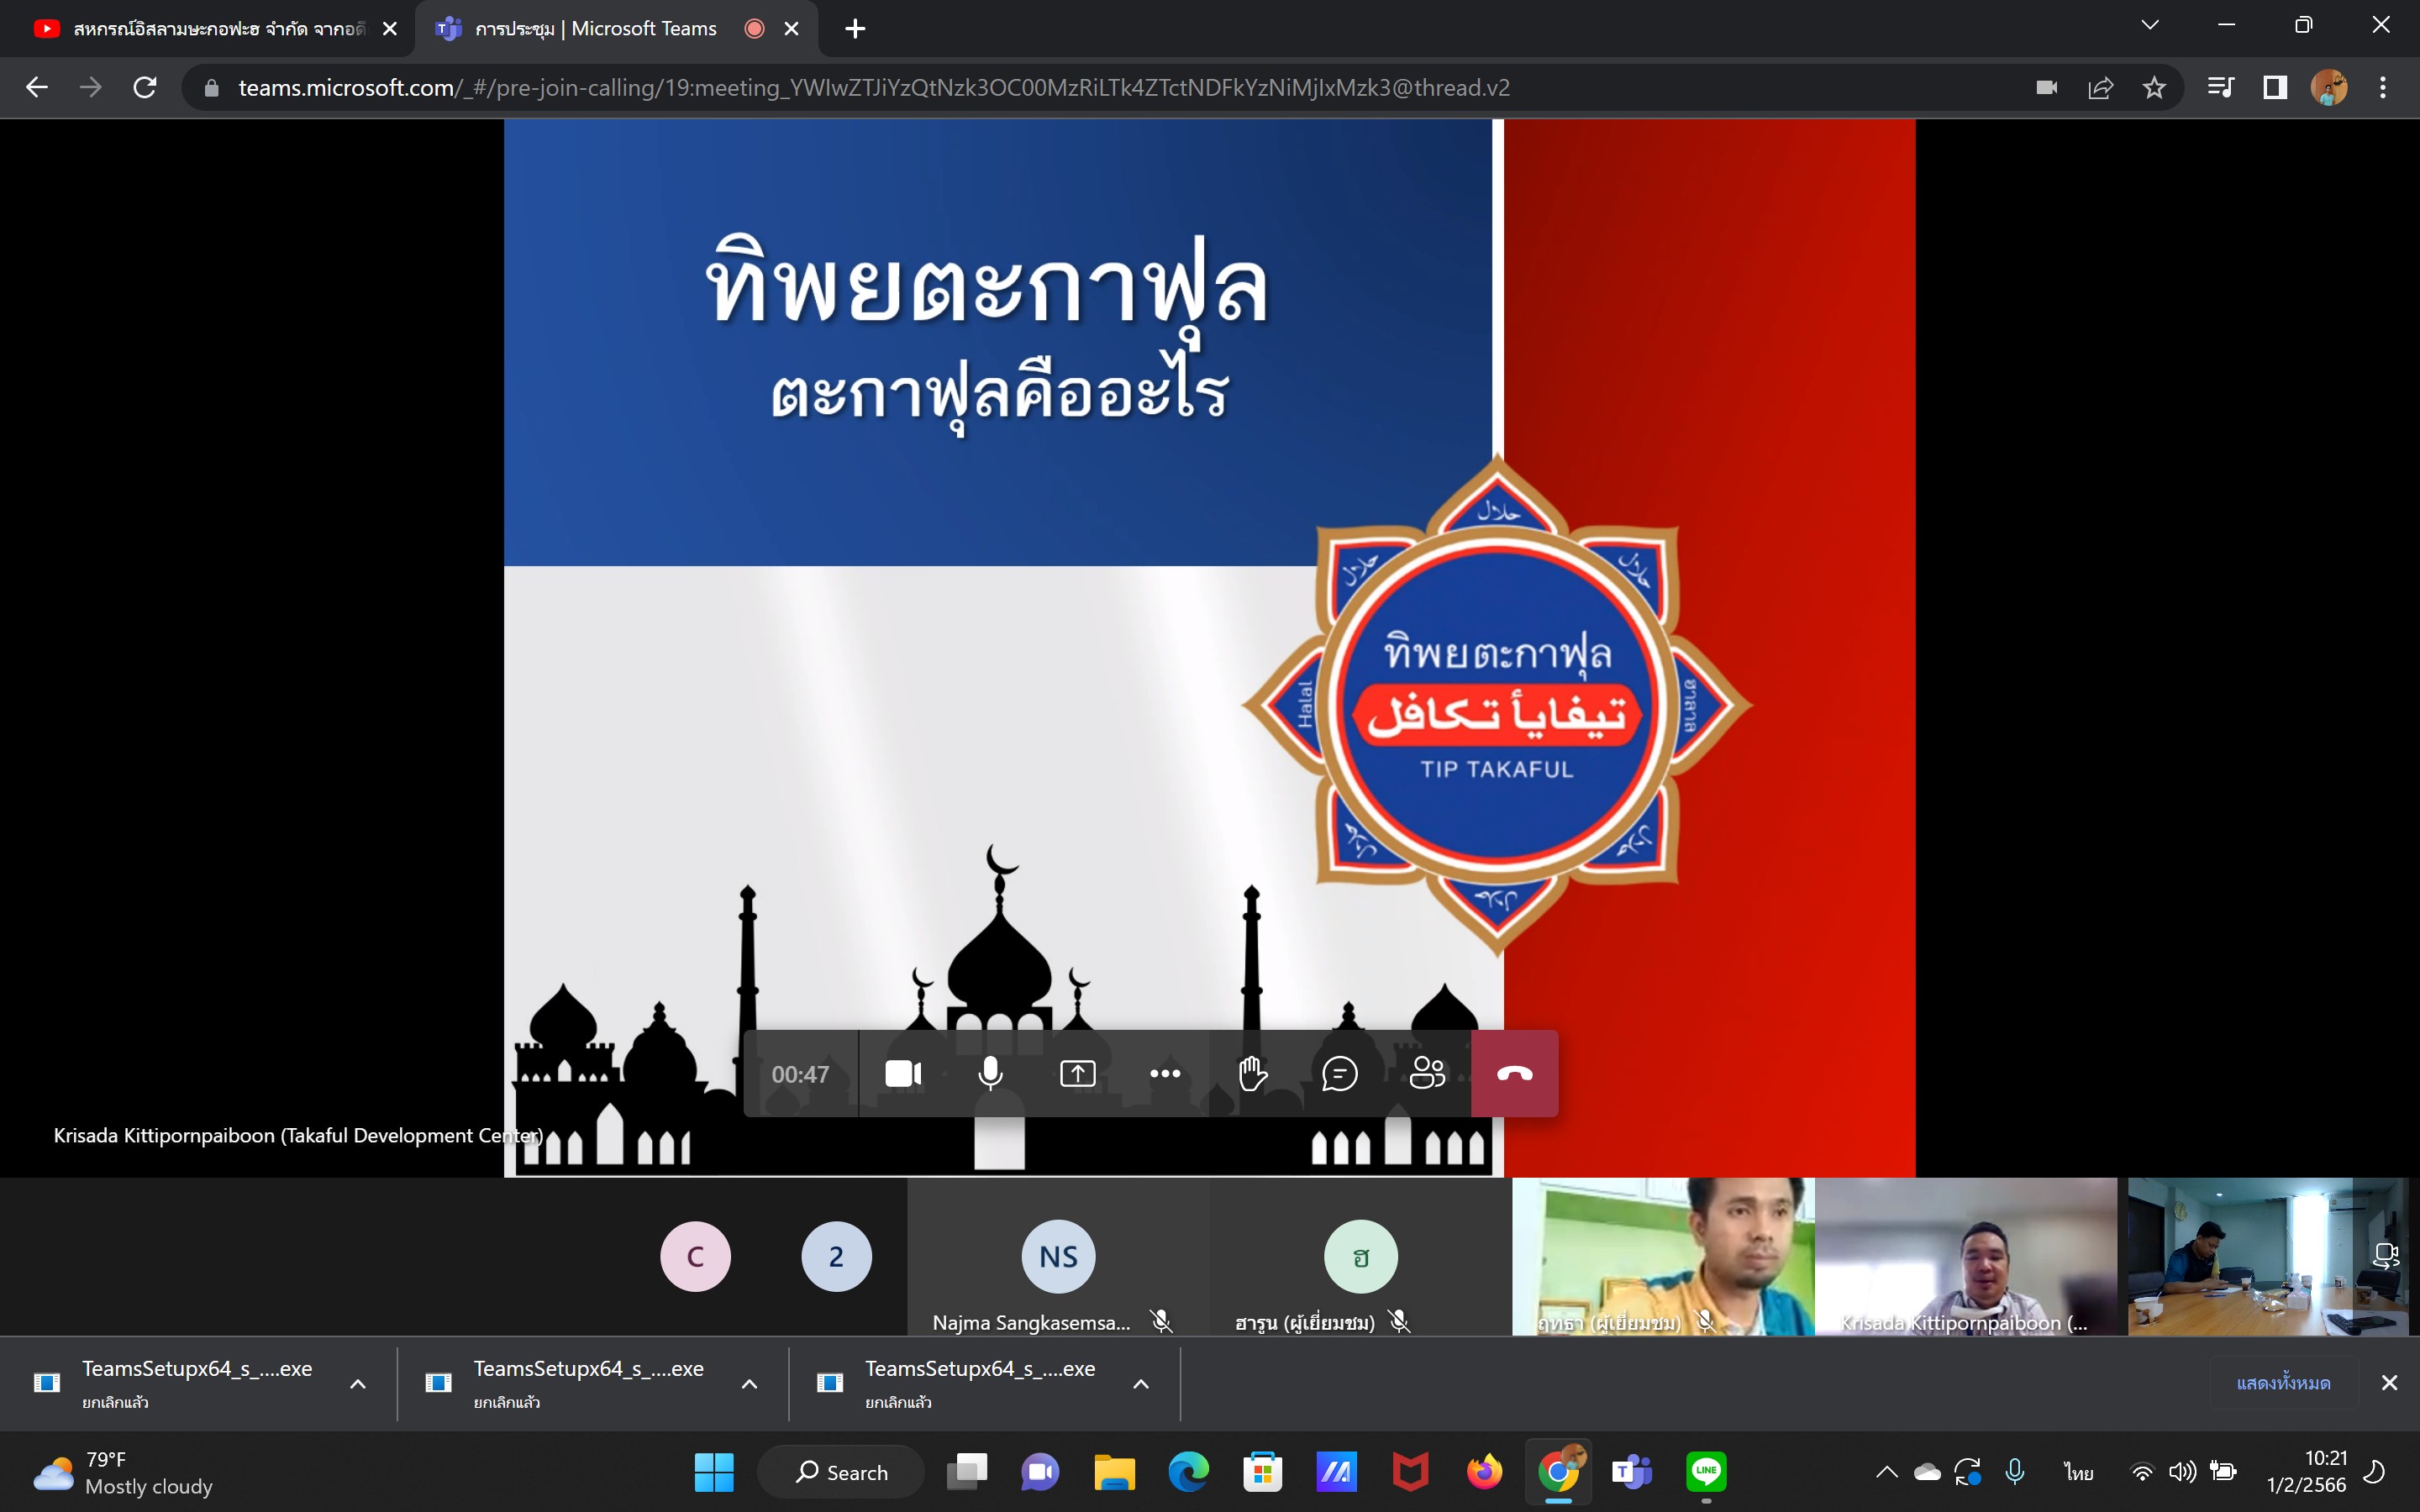 สหกรณ์อิสลามษะกอฟะฮ จำกัด จากอดี
การประชุม | Microsoft Teams
teams.microsoft.com/_#/pre-join-calling/19:meeting_YWIwZTJiYzQtNzk3OC00MzRiLTk4ZTctNDFkYzNiMjIxMzk3@thread.v2
ทิพยตะกาฟุล
ตะกาฟุลคืออะไร
حلال
حلال
حلال
Halal
ฮาลาล
ทิพยตะกาฟุล
تيفايأ تكافل
TIP TAKAFUL
حلال
حلال
حلال
00:47
Krisada Kittipornpaiboon (Takaful Development Center)
C
2
NS
ฮ
Najma Sangkasemsa...
ฮารูน (ผู้เยี่ยมชม)
ฤทธา (ผู้เยี่ยมชม)
Krisada Kittipornpaiboon (...
TeamsSetupx64_s_....exe
ยกเลิกแล้ว
TeamsSetupx64_s_....exe
ยกเลิกแล้ว
TeamsSetupx64_s_....exe
ยกเลิกแล้ว
แสดงทั้งหมด
79°F
Mostly cloudy
Search
LINE
ไทย
10:21
1/2/2566